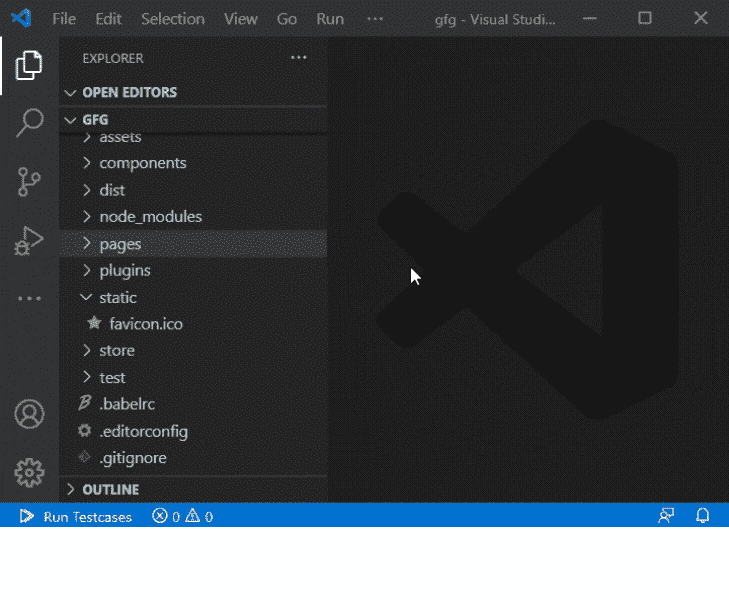 File Edit Selection View Go Run ··· gfg - Visual Studi...
EXPLORER ···
OPEN EDITORS
GFG
assets
components
dist
node_modules
pages
plugins
static
favicon.ico
store
test
.babelrc
.editorconfig
.gitignore
OUTLINE
Run Testcases 0 0